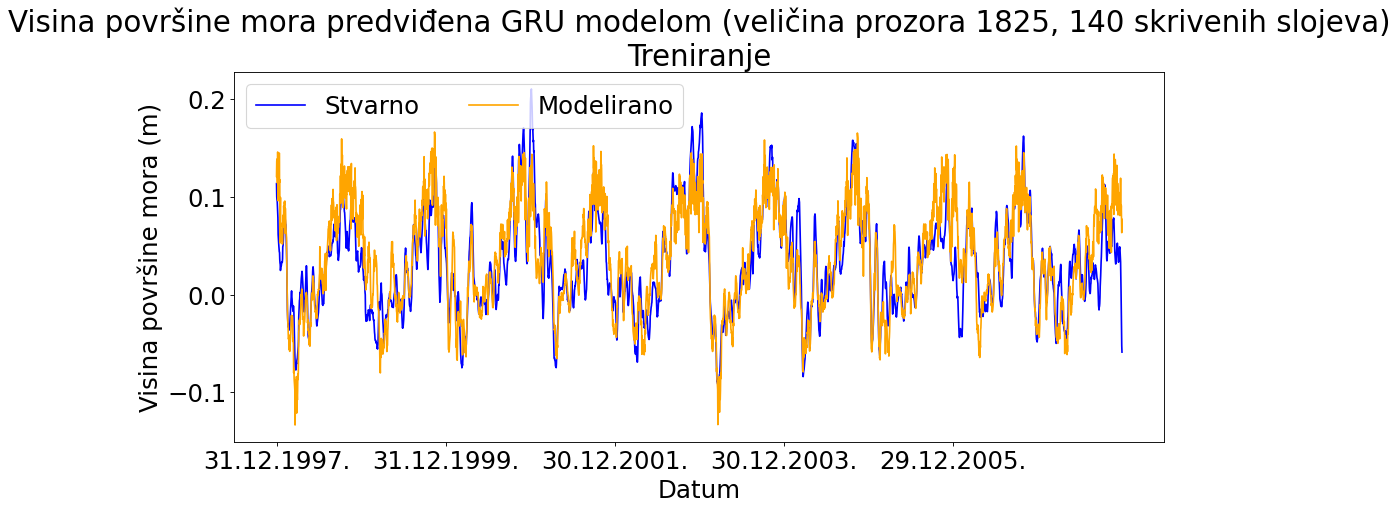 Visina površine mora predviđena GRU modelom (veličina prozora 1825, 140 skrivenih slojeva)
Treniranje
Stvarno Modelirano
Visina površine mora (m)
0.2
0.1
0.0
−0.1
31.12.1997. 31.12.1999. 30.12.2001. 30.12.2003. 29.12.2005.
Datum